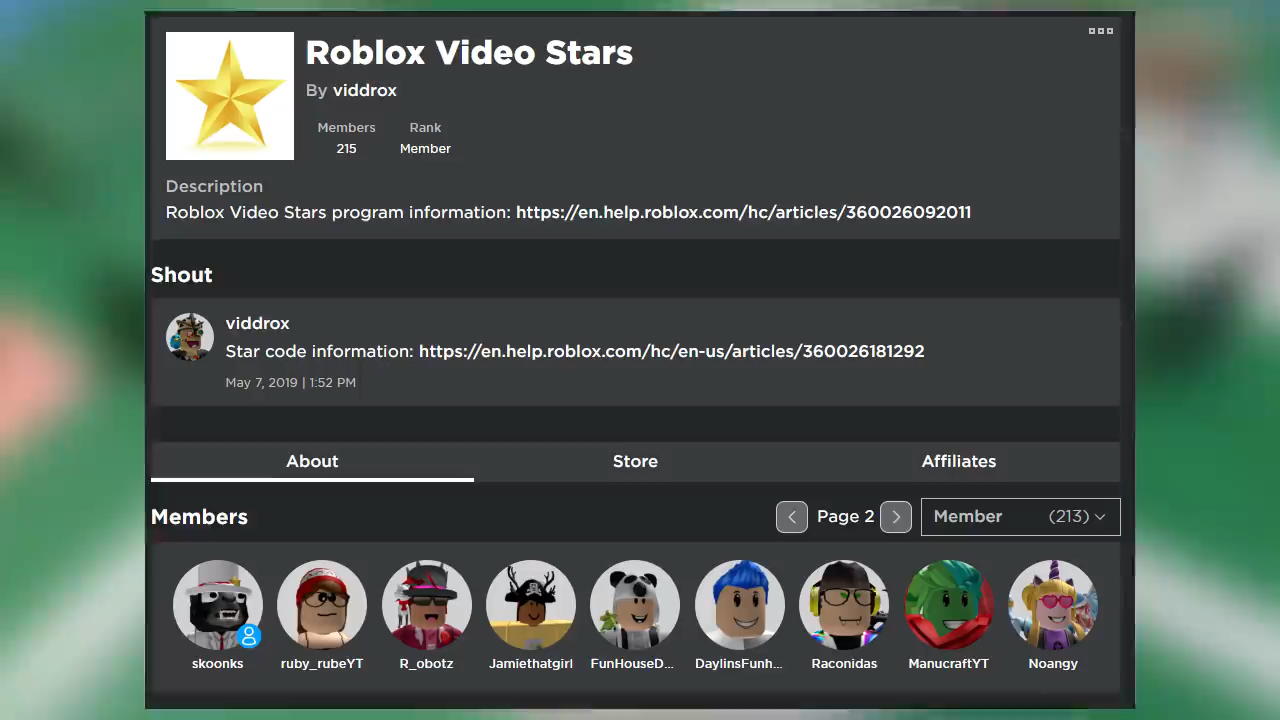 Roblox Video Stars
By viddrox
Members Rank
215 Member
Description
Roblox Video Stars program information: https://en.help.roblox.com/hc/articles/360026092011
Shout
viddrox
Star code information: https://en.help.roblox.com/hc/en-us/articles/360026181292
May 7, 2019 | 1:52 PM
About Store Affiliates
Members Page 2 Member (213)
skoonks ruby_rubeYT R_obotz Jamiethatgirl FunHouseD... DaylinsFunh... Raconidas ManucraftYT Noangy